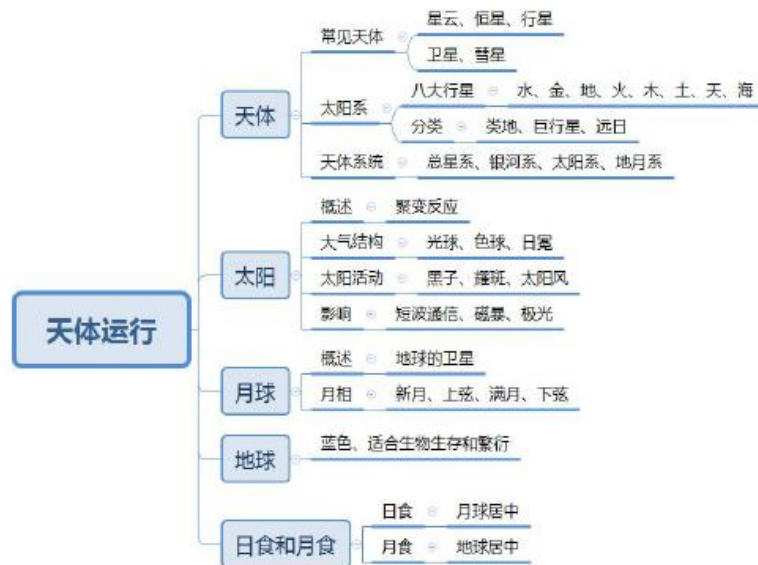 天体运行
天体
常见天体
星云、恒星、行星
卫星、彗星
太阳系
八大行星
水、金、地、火、木、土、天、海
分类
类地、巨行星、远日
天体系统
总星系、银河系、太阳系、地月系
太阳
概述
聚变反应
大气结构
光球、色球、日冕
太阳活动
黑子、耀斑、太阳风
影响
短波通信、磁暴、极光
月球
概述
地球的卫星
月相
新月、上弦、满月、下弦
地球
蓝色、适合生物生存和繁衍
日食和月食
日食
月球居中
月食
地球居中